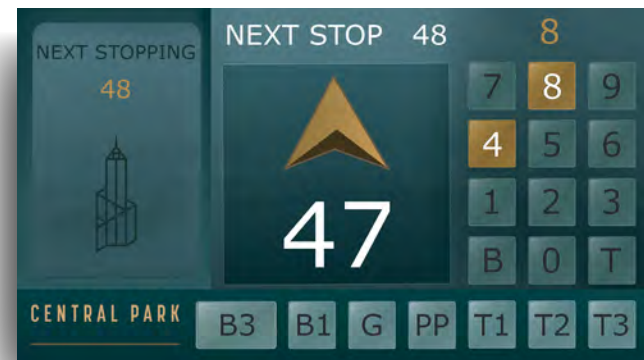 NEXT STOPPING
48
NEXT STOP 48
8
47
7 8 9
4 5 6
1 2 3
B 0 T
CENTRAL PARK
B3 B1 G PP T1 T2 T3